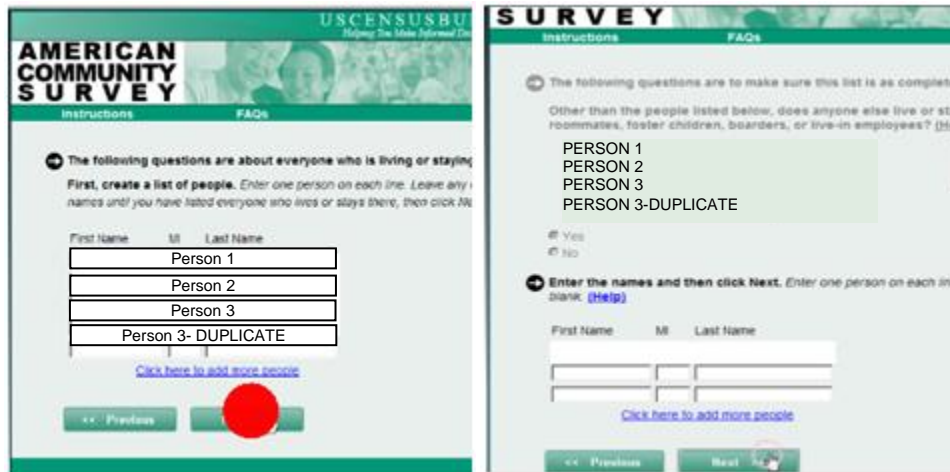 USCENSUSBU
Helping You Make Informed De
AMERICAN
COMMUNITY
SURVEY
Instructions FAQs
The following questions are about everyone who is living or staying
First, create a list of people. Enter one person on each line. Leave any
names until you have listed everyone who lives or stays there, then click Ne
First Name MI Last Name
Person 1
Person 2
Person 3
Person 3- DUPLICATE
Click here to add more people
<< Previous
SURVEY
Instructions FAQs
The following questions are to make sure this list is as complet
Other than the people listed below, does anyone else live or st
roommates, foster children, boarders, or live-in employees? (H
PERSON 1
PERSON 2
PERSON 3
PERSON 3-DUPLICATE
Yes
No
Enter the names and then click Next. Enter one person on each lin
blank. (Help)
First Name MI Last Name
Click here to add more people
<< Previous Next